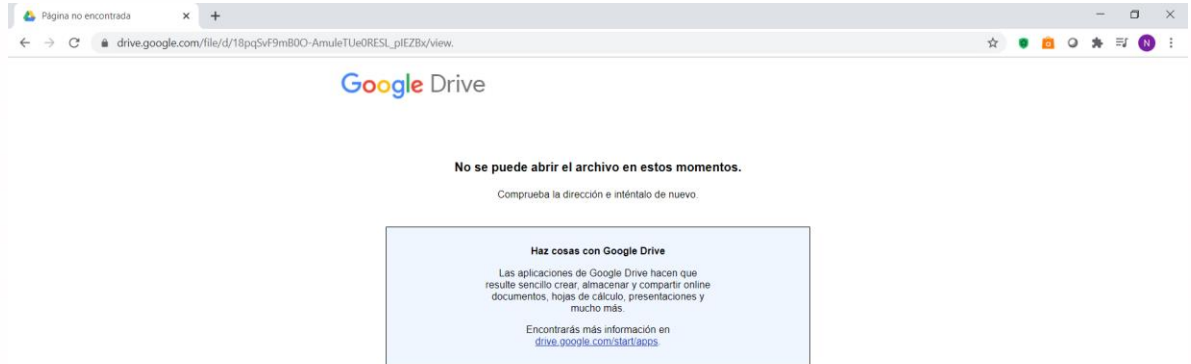 Página no encontrada
drive.google.com/file/d/18pqSvF9mB0O-AmuleTUe0RESL_pIEZBx/view.
N
Google Drive
No se puede abrir el archivo en estos momentos.
Comprueba la dirección e inténtalo de nuevo.
Haz cosas con Google Drive
Las aplicaciones de Google Drive hacen que
resulte sencillo crear, almacenar y compartir online
documentos, hojas de cálculo, presentaciones y
mucho más.
Encontrarás más información en
drive.google.com/start/apps.